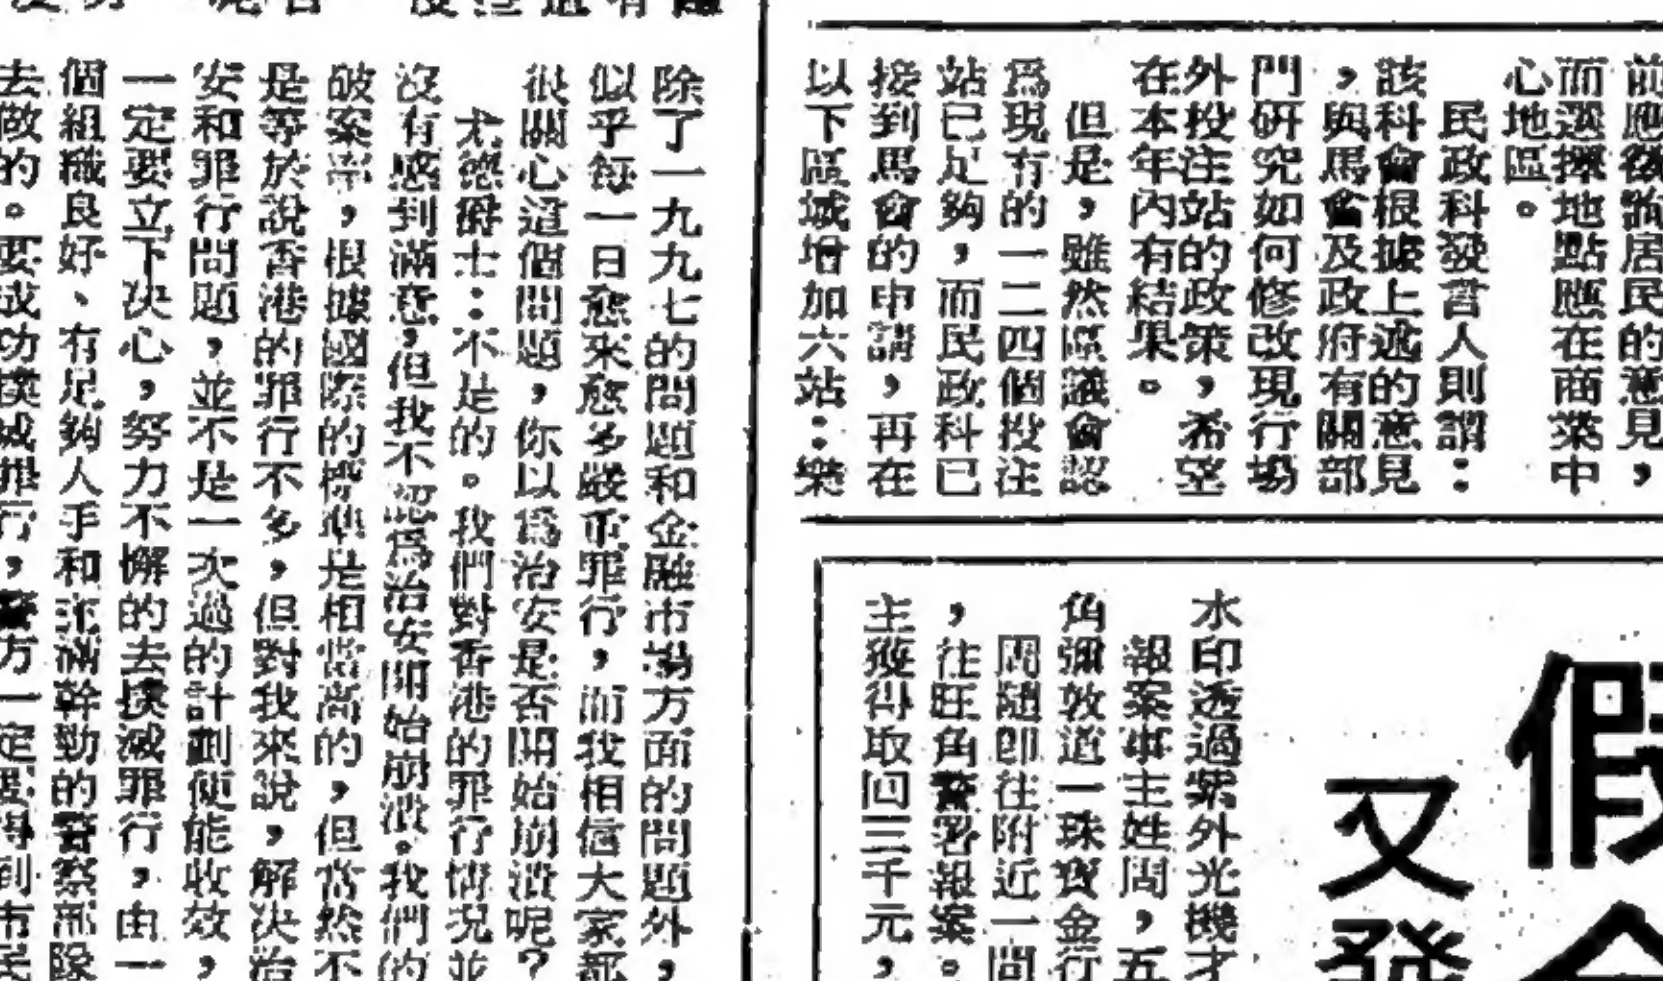 前應徵詢居民的意見，
而選擇地點應在商業中
心地區。
民政科發言人則謂：
該科會根據上述的意見
，與馬會及政府有關部
門研究如何修改現行場
外投注站的政策，希望
在本年內有結果。
但是，雖然區議會認
爲現有的一二四個投注
站已足夠，而民政科已
接到馬會的申請，再在
以下區域增加六站：樂
假
又發
水印透過紫外光機才
報案事主姓周，五
角彌敦道一珠寶金行
周隨即往附近一間
，往旺角警署報案。
主獲得取回三千元，
除了一九九七的問題和金融市場方面的問題外，
似乎每一日愈來愈多嚴重罪行，而我相信大家都
很關心這個問題，你以爲治安是否開始崩潰呢？
尤德爵士：不是的。我們對香港的罪行情況並
沒有感到滿意，但我不認爲治安開始崩潰。我們的
破案率，根據國際的標準是相當高的，但當然不
是等於說香港的罪行不多，但對我來說，解決治
安和罪行問題，並不是一次過的計劃便能收效，
一定要立下决心，努力不懈的去撲滅罪行，由一
個組織良好、有足夠人手和充滿幹勁的警察部隊
去做的。要成功撲滅罪行，警方一定要得到市民